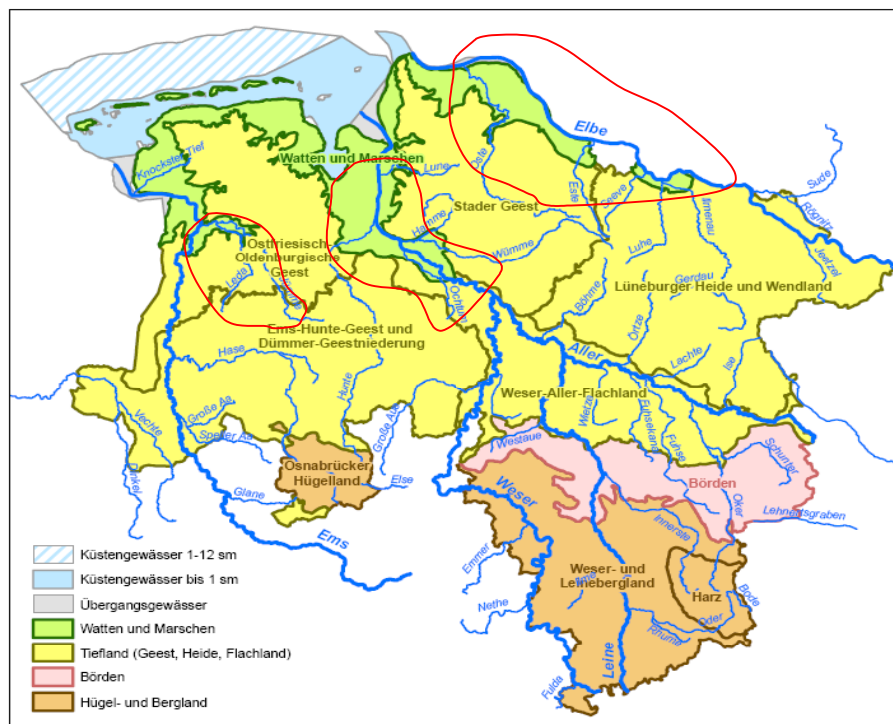 Elbe
Knockster Tief
Watten und Marschen
Lune
Oste
Sude
Este
Seeve
Ilmenau
Stader Geest
Rögnitz
Hamme
Ostfriesisch-
Oldenburgische
Geest
Wümme
Luhe
Jeetzel
Leda
Gerdau
Lüneburger Heide und Wendland
Ochtum
Böhme
Örtze
Ems-Hunte-Geest und
Dümmer-Geestniederung
Aller
Hase
Lachte
Ise
Hunte
Weser-Aller-Flachland
Vechte
Große Aa
Große Aue
Wietze
Fuhsekanal
Fuhse
Speller Aa
Westaue
Schunter
Dinkel
Osnabrücker
Hügelland
Else
Börden
Glane
Weser
Oker
Lehnertsgraben
Innerste
Ems
Emmer
Weser- und
Leinebergland
Ilme
Harz
Bode
Nethe
Oder
Rhume
Leine
Fulda
Küstengewässer 1-12 sm
Küstengewässer bis 1 sm
Übergangsgewässer
Watten und Marschen
Tiefland (Geest, Heide, Flachland)
Börden
Hügel- und Bergland